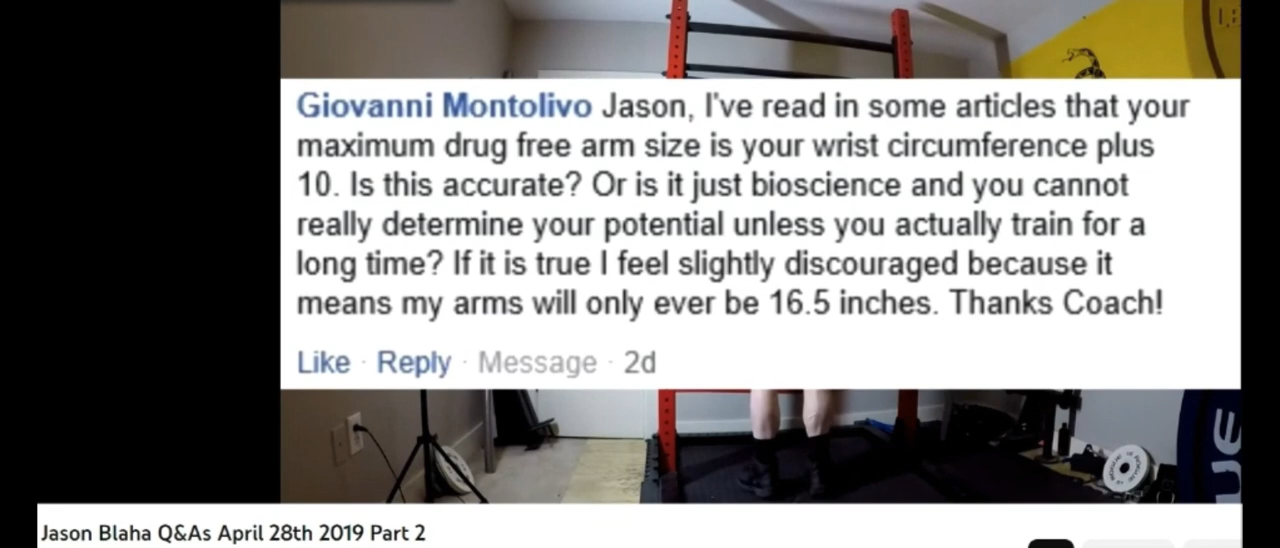 Giovanni Montolivo Jason, I've read in some articles that your
maximum drug free arm size is your wrist circumference plus
10. Is this accurate? Or is it just bioscience and you cannot
really determine your potential unless you actually train for a
long time? If it is true I feel slightly discouraged because it
means my arms will only ever be 16.5 inches. Thanks Coach!
Like · Reply · Message · 2d
Jason Blaha Q&As April 28th 2019 Part 2